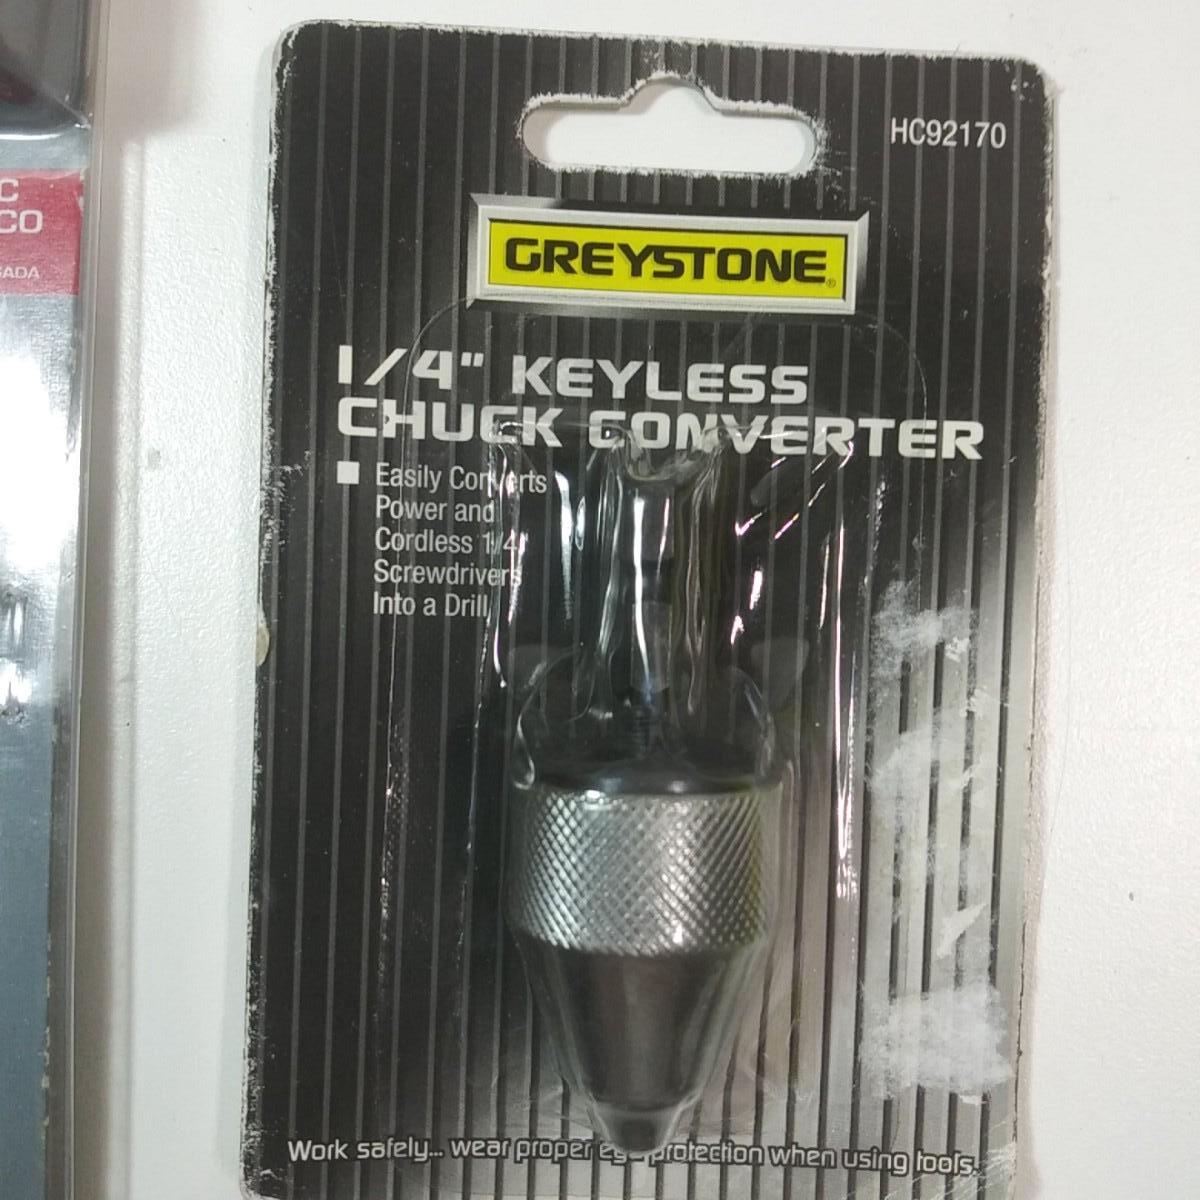 C
CO
HC92170
GREYSTONE®
1/4" KEYLESS
CHUCK CONVERTER
■ Easily Converts
Power and
Cordless 1/4"
Screwdrivers
Into a Drill
Work safely... wear proper eye protection when using tools.